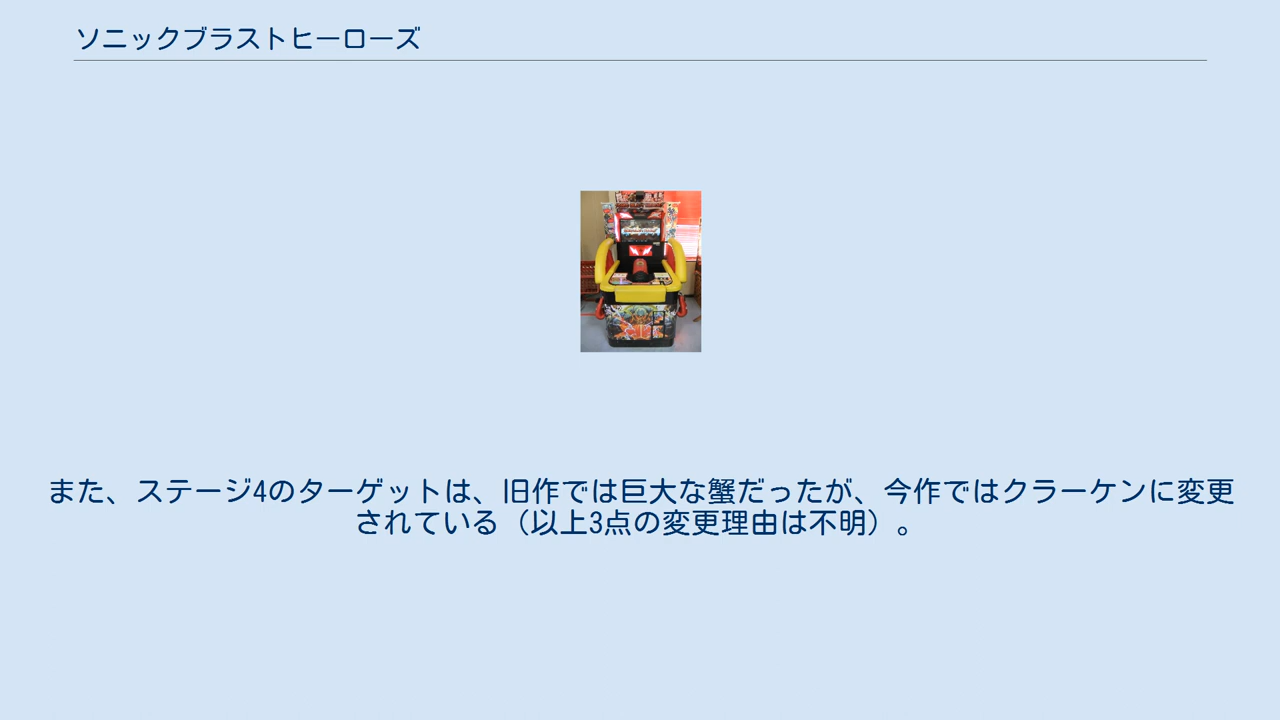 ソニックブラストヒーローズ
また、ステージ4のターゲットは、旧作では巨大な蟹だったが、今作ではクラーケンに変更
されている（以上3点の変更理由は不明）。